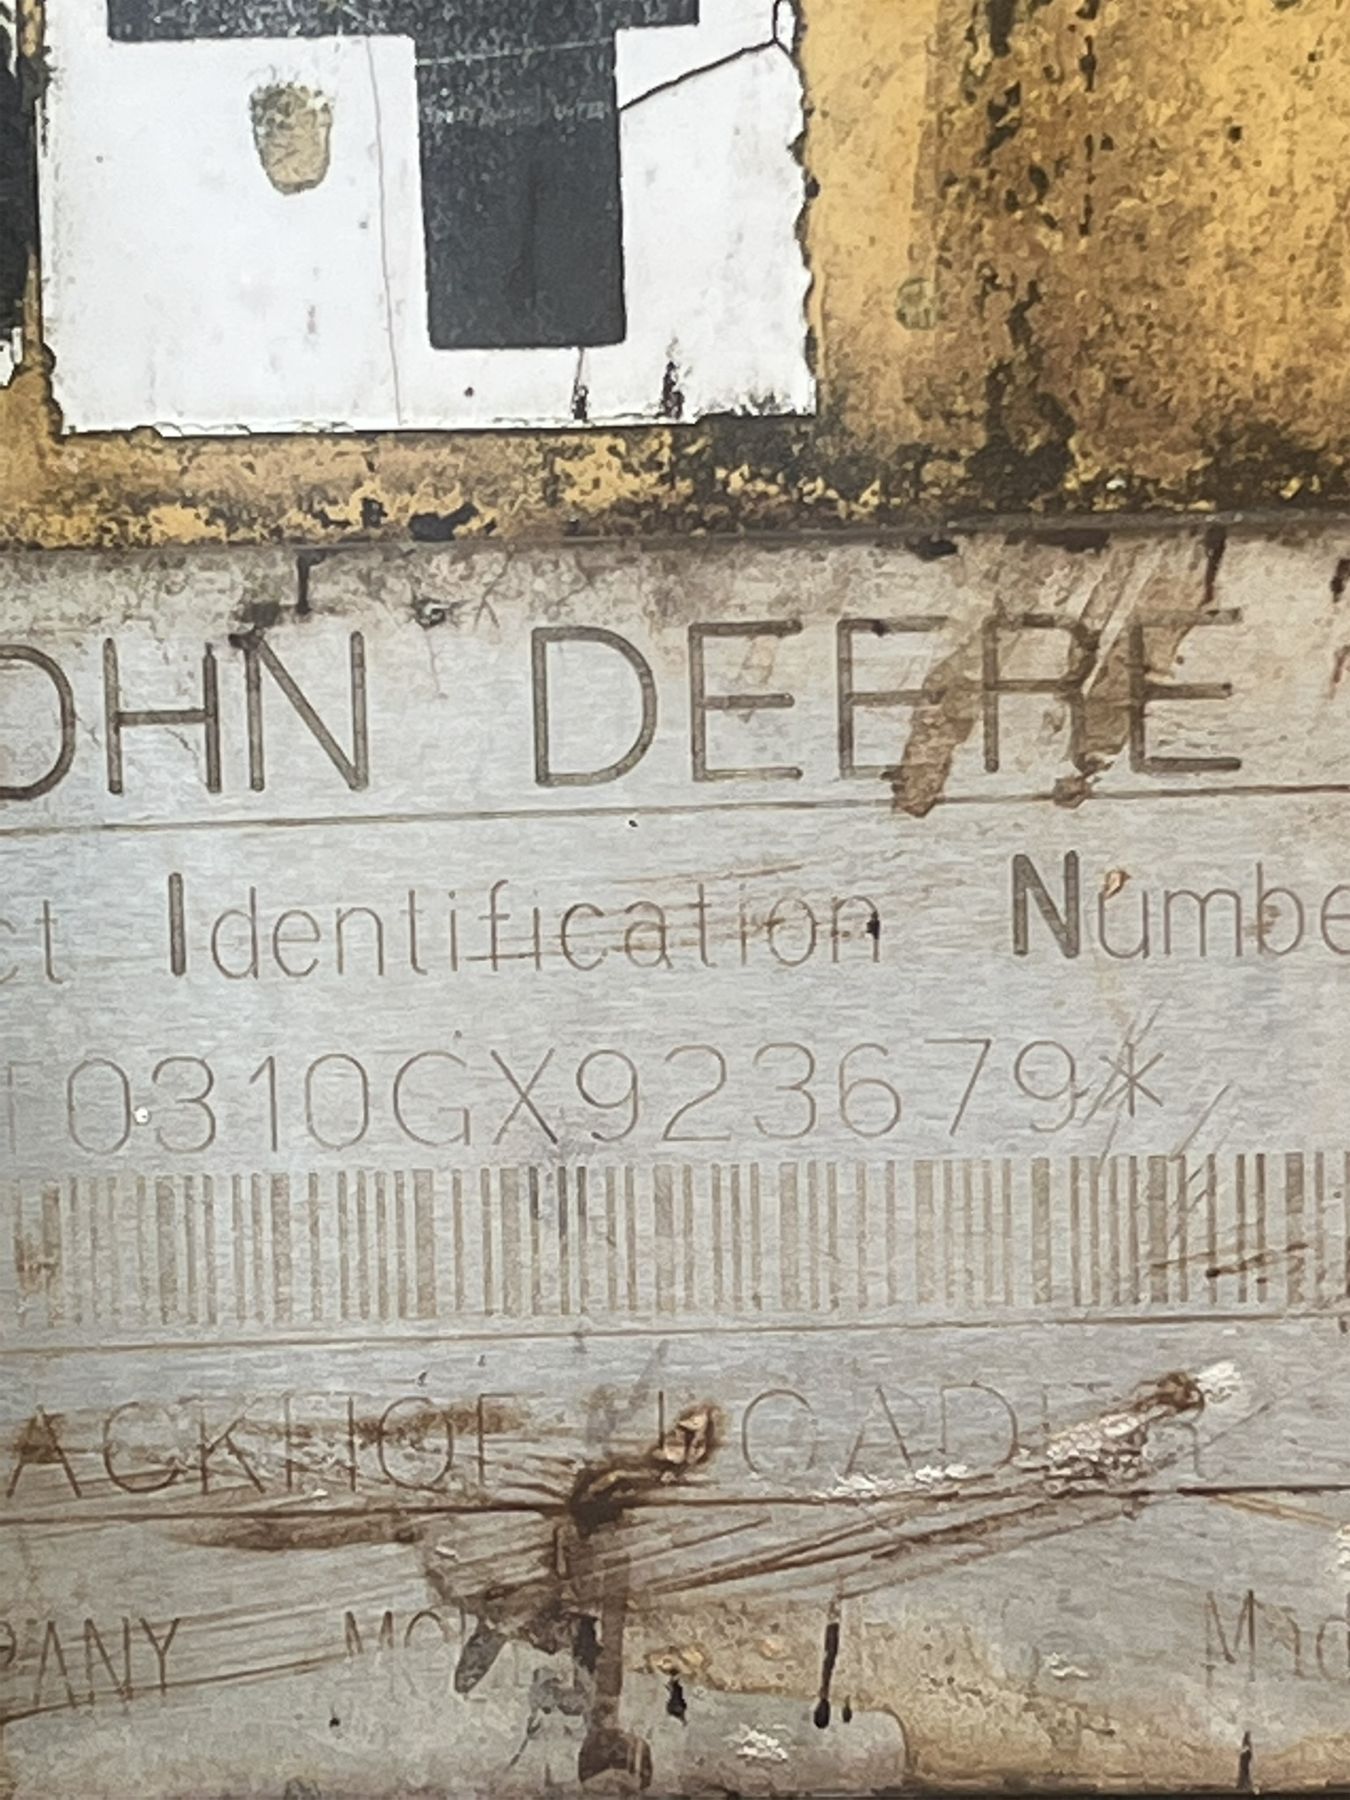 OHN DEERE
ct Identification Numbe
T0310GX923679*
ACKHOE LOADER
PANY